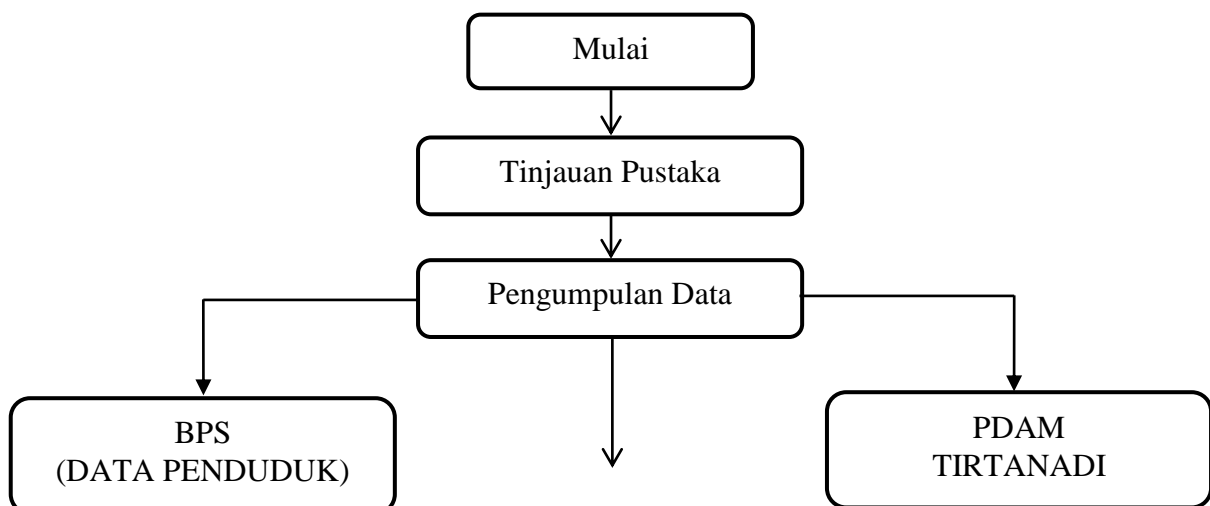 Mulai
Tinjauan Pustaka
Pengumpulan Data
BPS
(DATA PENDUDUK)
PDAM
TIRTANADI